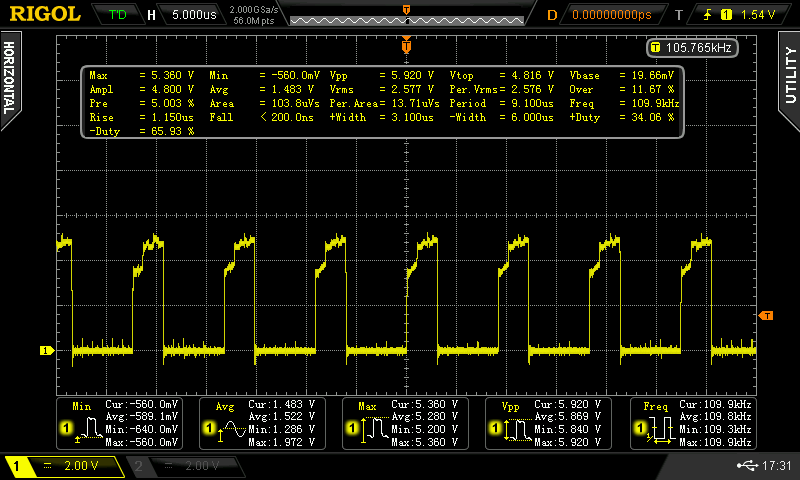 RIGOL T'D H 5.000us 2.000GSa/s 56.0M pts T D 0.00000000ps T 1 1.54 V
HORIZONTAL
UTILITY
T
T 105.765kHz
Max = 5.360 V Min = -560.0mV Vpp = 5.920 V Vtop = 4.816 V Vbase = 19.66mV
Ampl = 4.800 V Avg = 1.483 V Vrms = 2.577 V Per.Vrms= 2.576 V Over = 11.67 %
Pre = 5.003 % Area = 103.8uVs Per.Area= 13.71uVs Period = 9.100us Freq = 109.9kHz
Rise = 1.150us Fall < 200.0ns +Width = 3.100us -Width = 6.000us +Duty = 34.06 %
-Duty = 65.93 %
T
1
Min Cur:-560.0mV
Avg:-589.1mV
1 Min:-640.0mV
Max:-560.0mV
Avg Cur:1.483 V
Avg:1.522 V
1 Min:1.286 V
Max:1.972 V
Max Cur:5.360 V
Avg:5.280 V
1 Min:5.200 V
Max:5.360 V
Vpp Cur:5.920 V
Avg:5.869 V
1 Min:5.840 V
Max:5.920 V
Freq Cur:109.9kHz
Avg:109.8kHz
1 Min:109.3kHz
Max:109.9kHz
1 2.00 V 2 2.00 V 17:31